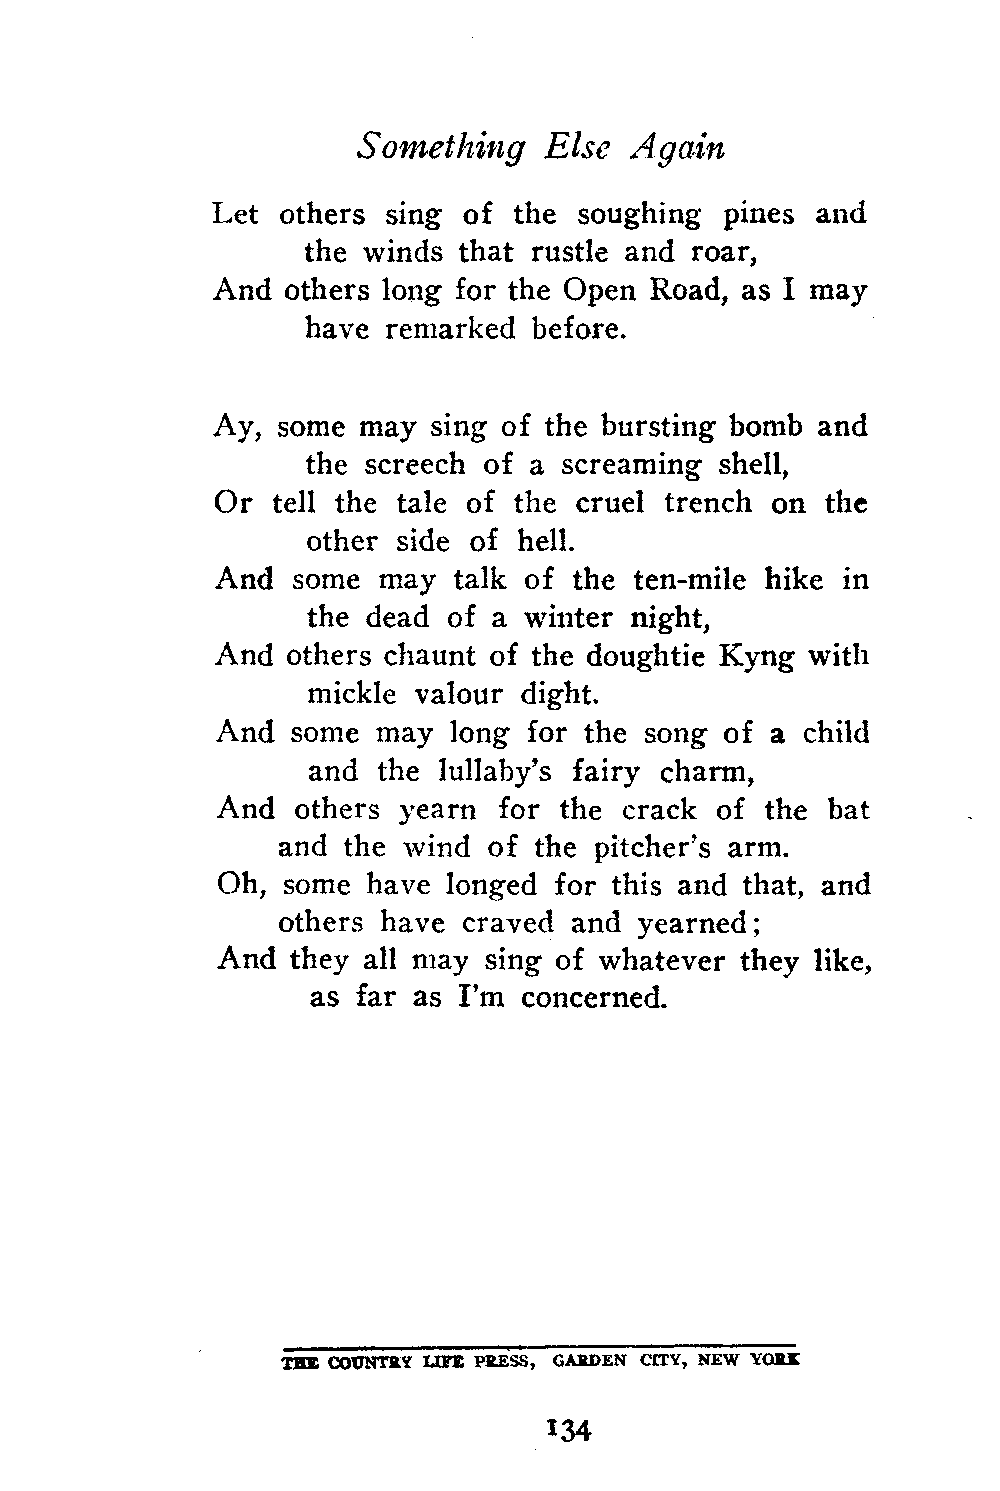 Something Else Again
Let others sing of the soughing pines and
the winds that rustle and roar,
And others long for the Open Road, as I may
have remarked before.
Ay, some may sing of the bursting bomb and
the screech of a screaming shell,
Or tell the tale of the cruel trench on the
other side of hell.
And some may talk of the ten-mile hike in
the dead of a winter night,
And others chaunt of the doughtie Kyng with
mickle valour dight.
And some may long for the song of a child
and the lullaby's fairy charm,
And others yearn for the crack of the bat
and the wind of the pitcher's arm.
Oh, some have longed for this and that, and
others have craved and yearned;
And they all may sing of whatever they like,
as far as I'm concerned.
THE COUNTRY LIFE PRESS, GARDEN CITY, NEW YORK
134